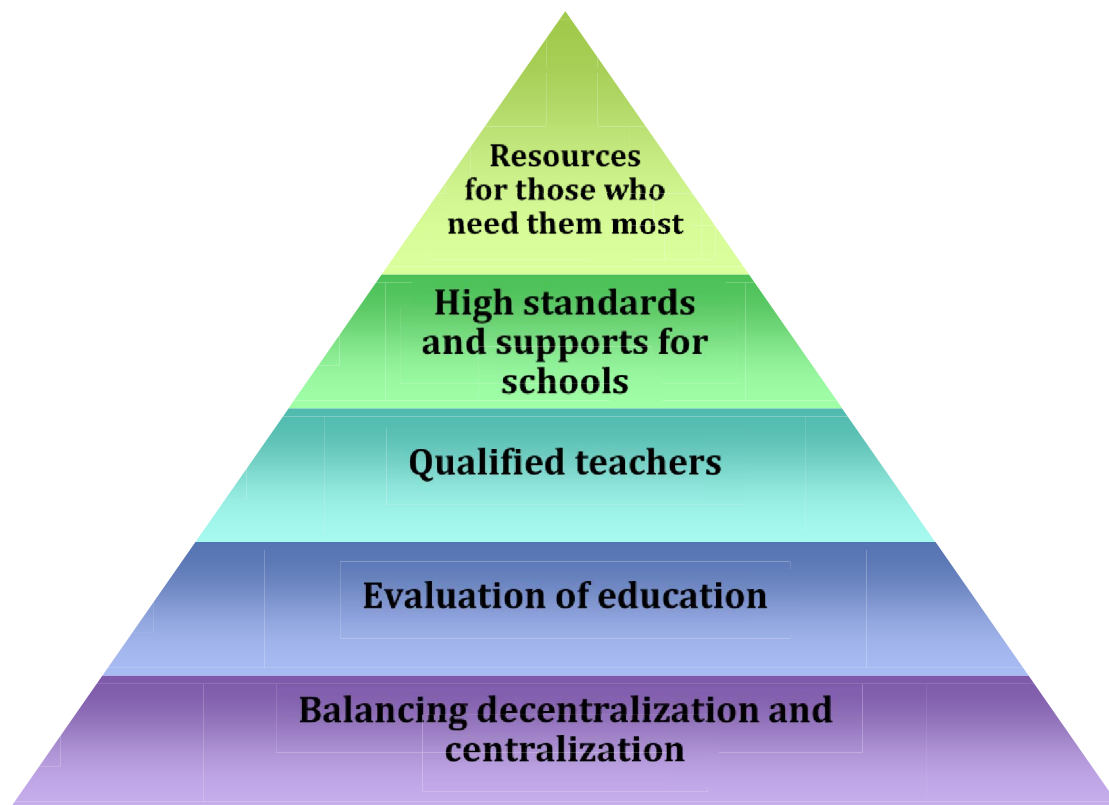 Resources
for those who
need them most
High standards
and supports for
schools
Qualified teachers
Evaluation of education
Balancing decentralization and
centralization